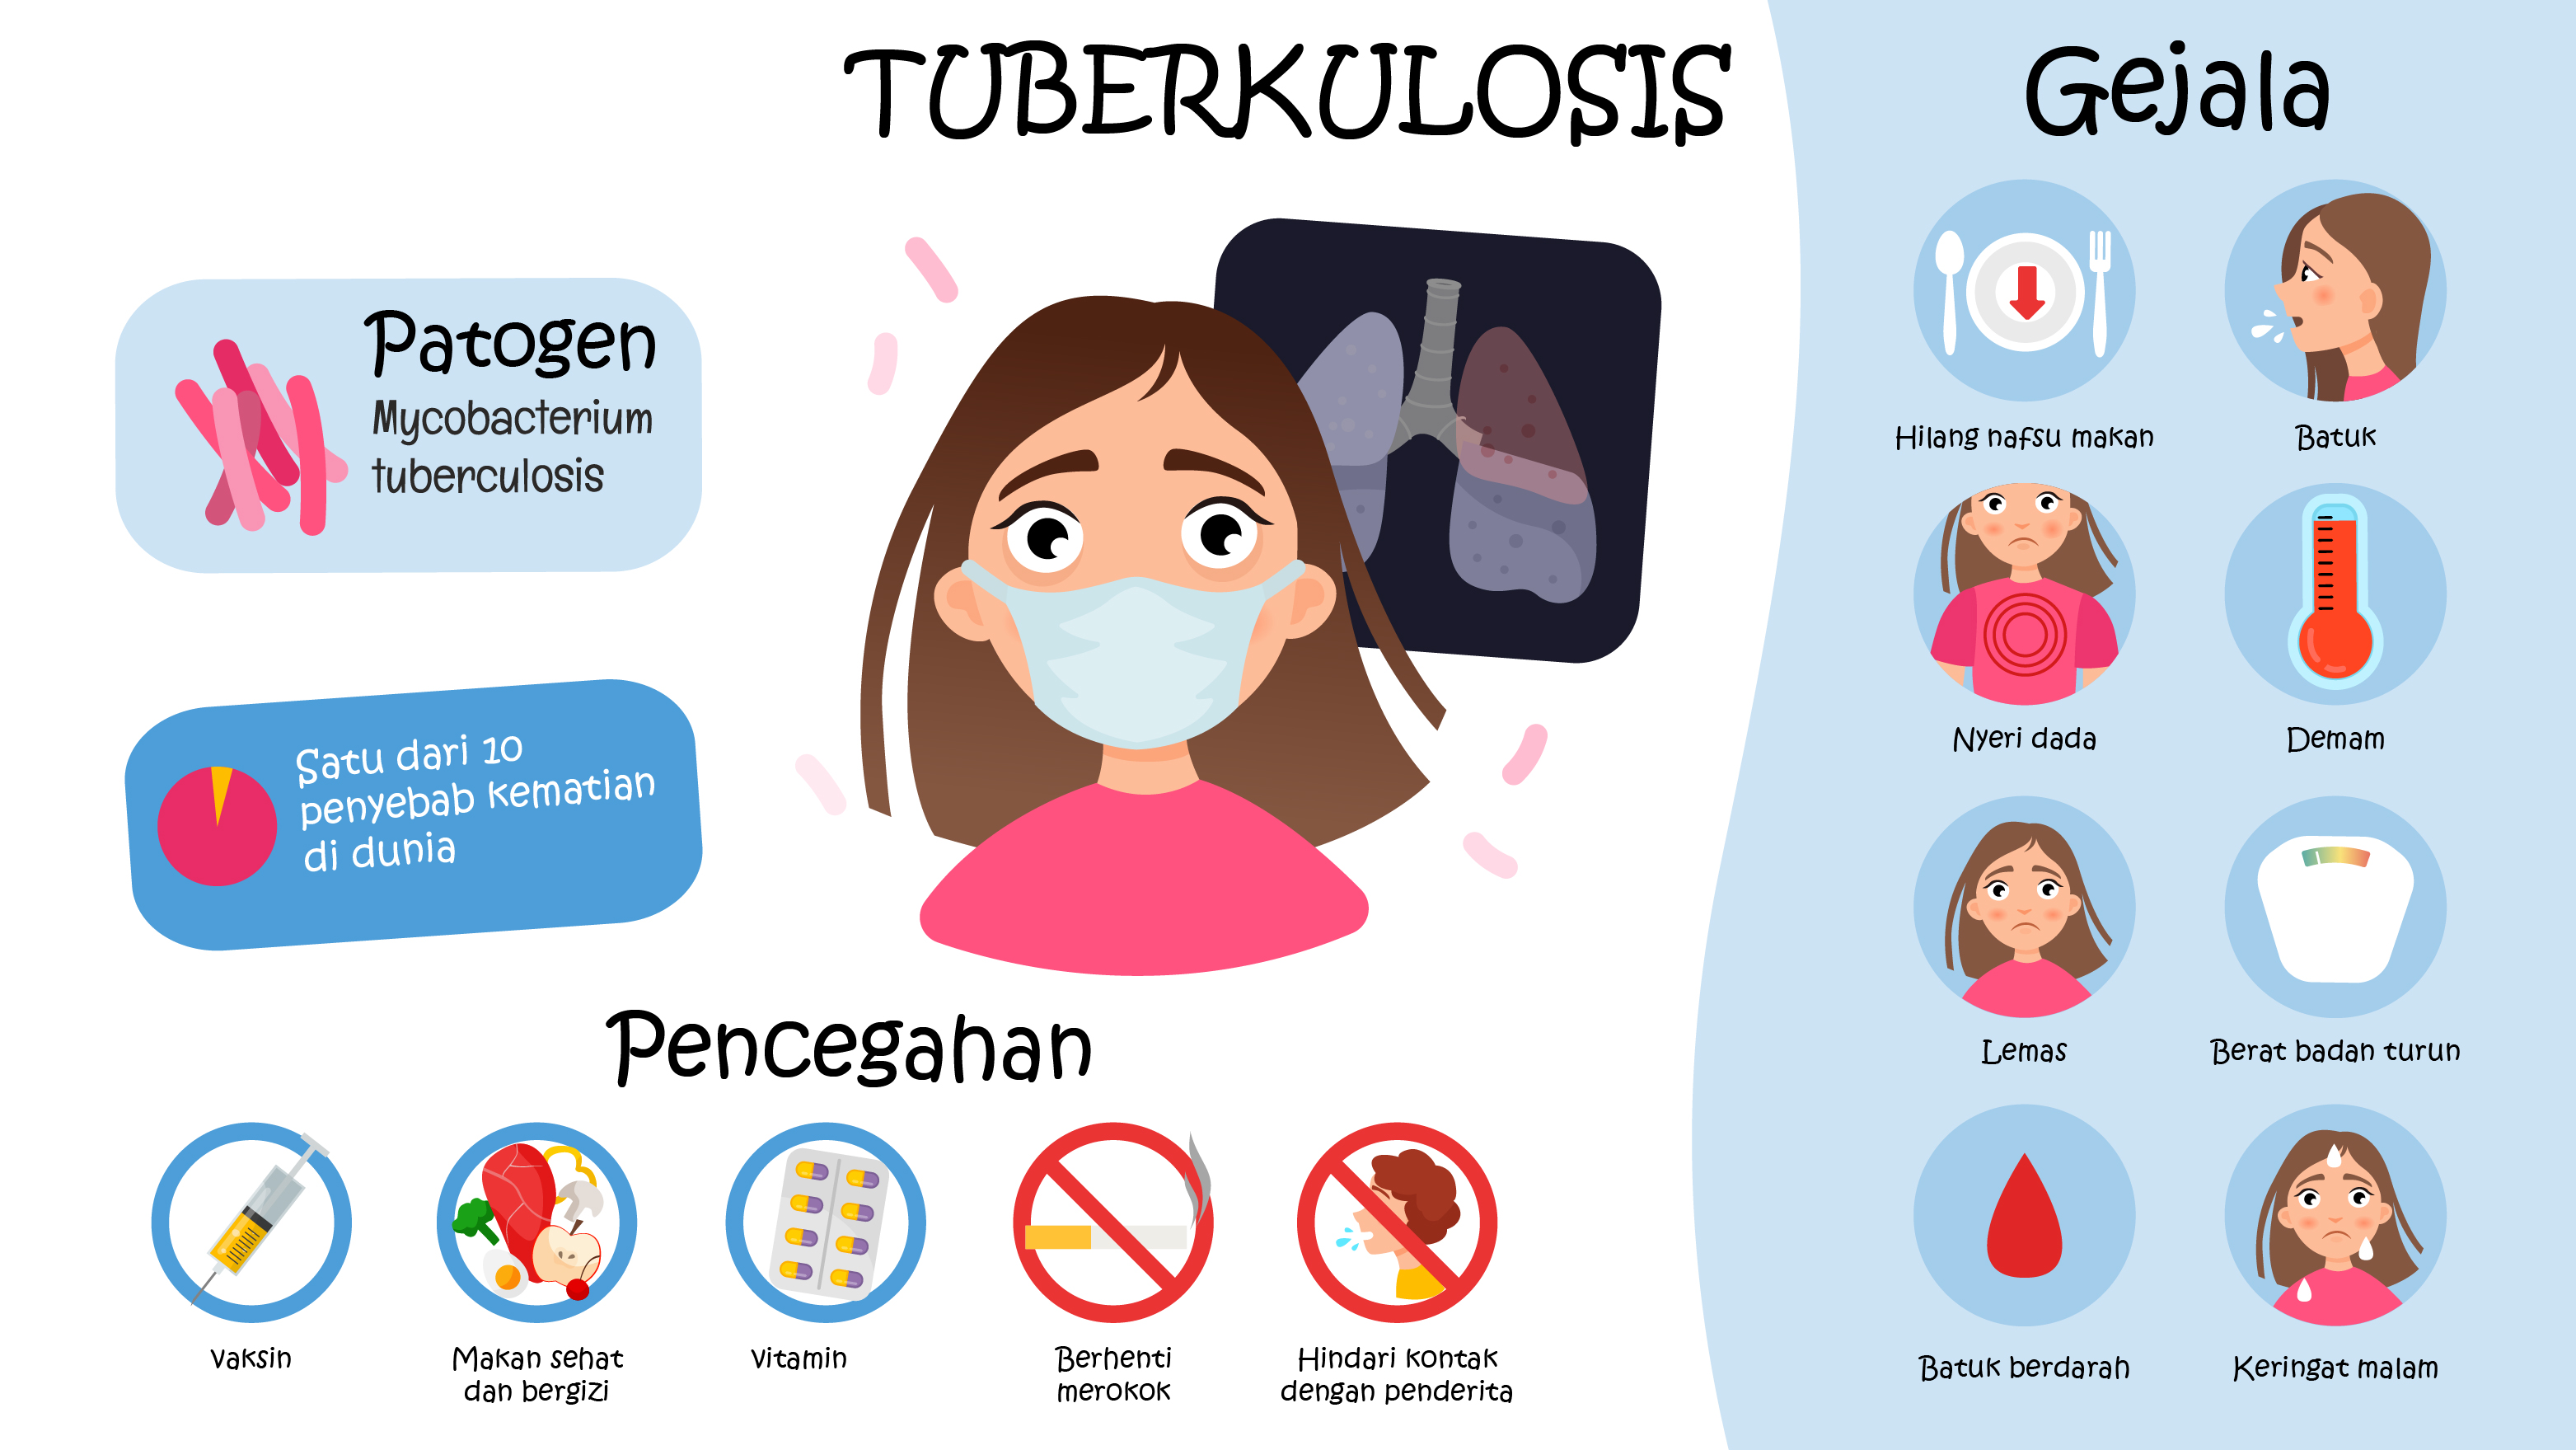 TUBERKULOSIS
Patogen
Mycobacterium
tuberculosis
Satu dari 10
penyebab kematian
di dunia
Pencegahan
Vaksin
Makan sehat
dan bergizi
Vitamin
Berhenti
merokok
Hindari kontak
dengan penderita
Gejala
Hilang nafsu makan
Batuk
Nyeri dada
Demam
Lemas
Berat badan turun
Batuk berdarah
Keringat malam